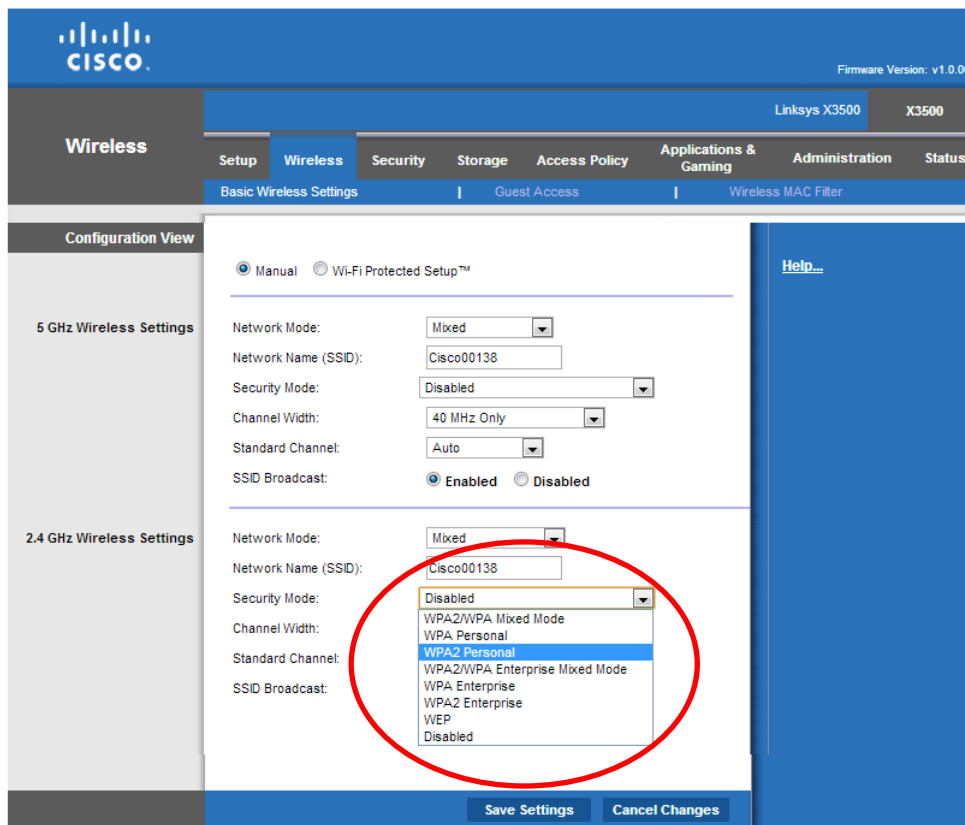 CISCO.
Firmware Version: v1.0.0
Linksys X3500 X3500
Wireless
Setup Wireless Security Storage Access Policy Applications & Gaming Administration Status
Basic Wireless Settings | Guest Access | Wireless MAC Filter
Configuration View
Manual Wi-Fi Protected Setup™
Help...
5 GHz Wireless Settings
Network Mode: Mixed
Network Name (SSID): Cisco00138
Security Mode: Disabled
Channel Width: 40 MHz Only
Standard Channel: Auto
SSID Broadcast: Enabled Disabled
2.4 GHz Wireless Settings
Network Mode: Mixed
Network Name (SSID): Cisco00138
Security Mode: Disabled
WPA2/WPA Mixed Mode
Channel Width:
WPA Personal
WPA2 Personal
Standard Channel:
WPA2/WPA Enterprise Mixed Mode
WPA Enterprise
SSID Broadcast:
WPA2 Enterprise
WEP
Disabled
Save Settings Cancel Changes